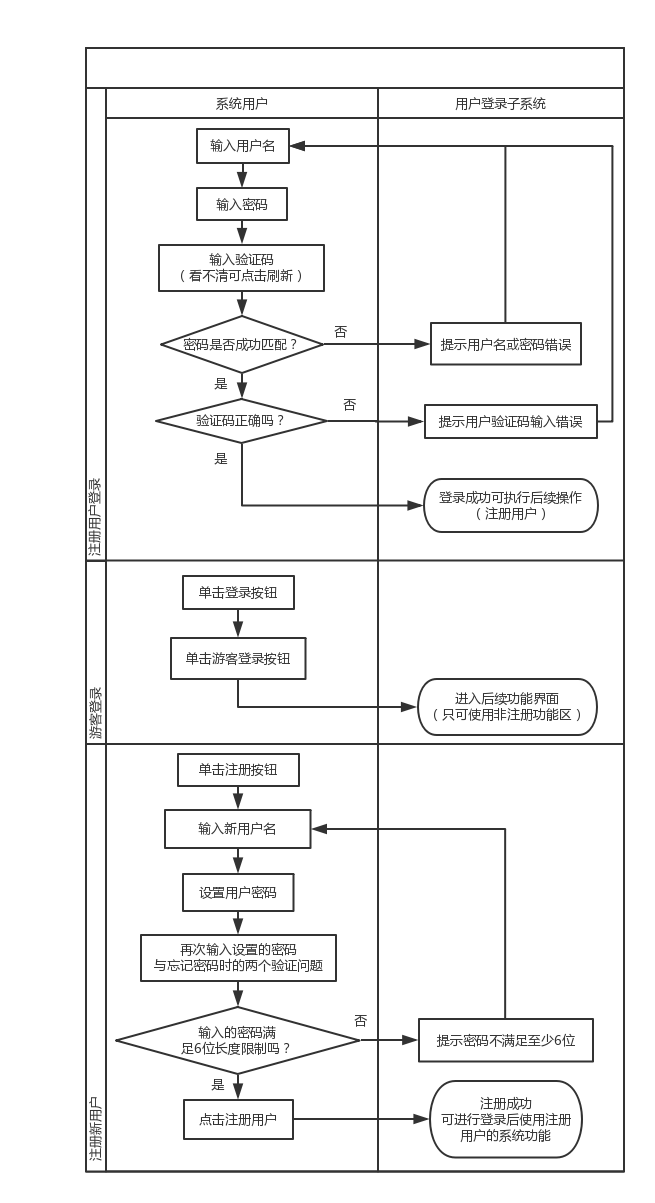 系统用户
用户登录子系统
注册用户登录
输入用户名
输入密码
输入验证码
（看不清可点击刷新）
密码是否成功匹配？
否
提示用户名或密码错误
是
验证码正确吗？
否
提示用户验证码输入错误
是
登录成功可执行后续操作
（注册用户）
游客登录
单击登录按钮
单击游客登录按钮
进入后续功能界面
（只可使用非注册功能区）
注册新用户
单击注册按钮
输入新用户名
设置用户密码
再次输入设置的密码
与忘记密码时的两个验证问题
输入的密码满
足6位长度限制吗？
否
提示密码不满足至少6位
是
点击注册用户
注册成功
可进行登录后使用注册
用户的系统功能